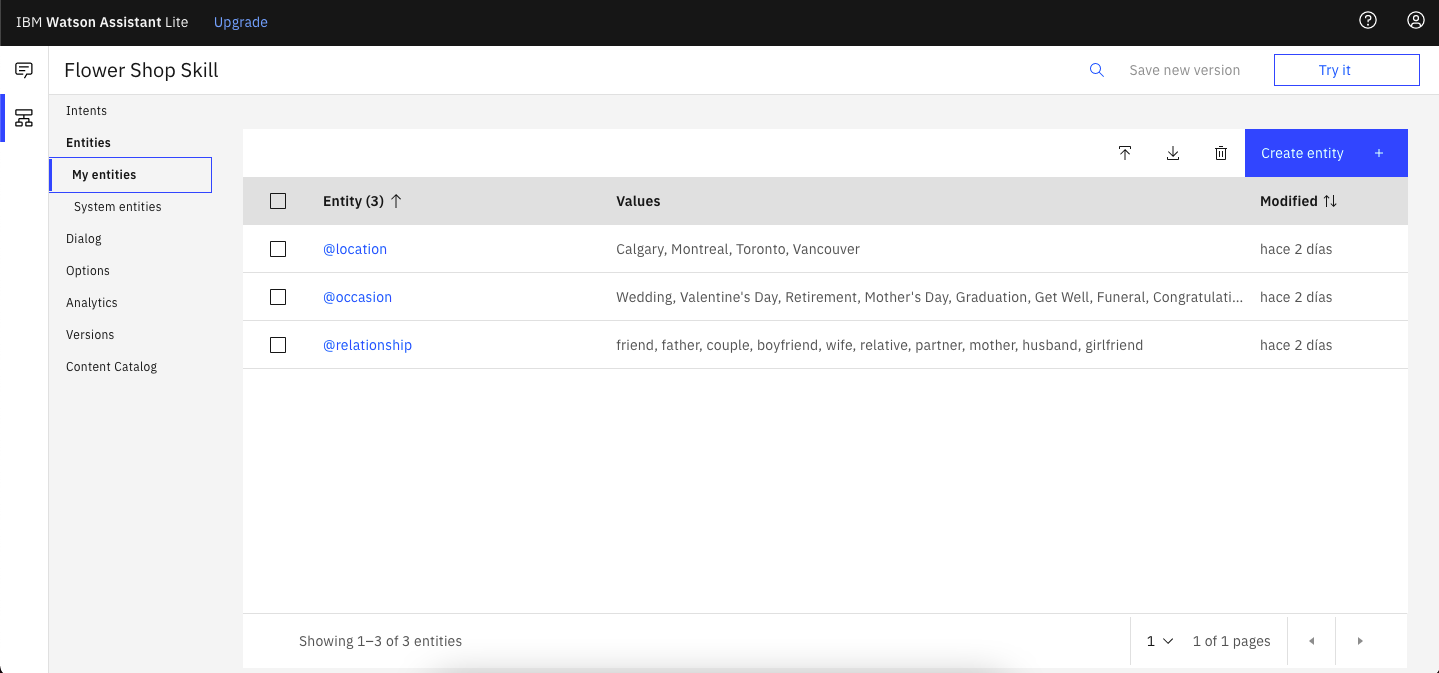 IBM Watson Assistant Lite Upgrade
Flower Shop Skill Save new version Try it
Intents
Entities
My entities
System entities
Dialog
Options
Analytics
Versions
Content Catalog
Create entity +
Entity (3) Values Modified
@location Calgary, Montreal, Toronto, Vancouver hace 2 días
@occasion Wedding, Valentine's Day, Retirement, Mother's Day, Graduation, Get Well, Funeral, Congratulati... hace 2 días
@relationship friend, father, couple, boyfriend, wife, relative, partner, mother, husband, girlfriend hace 2 días
Showing 1–3 of 3 entities 1 1 of 1 pages